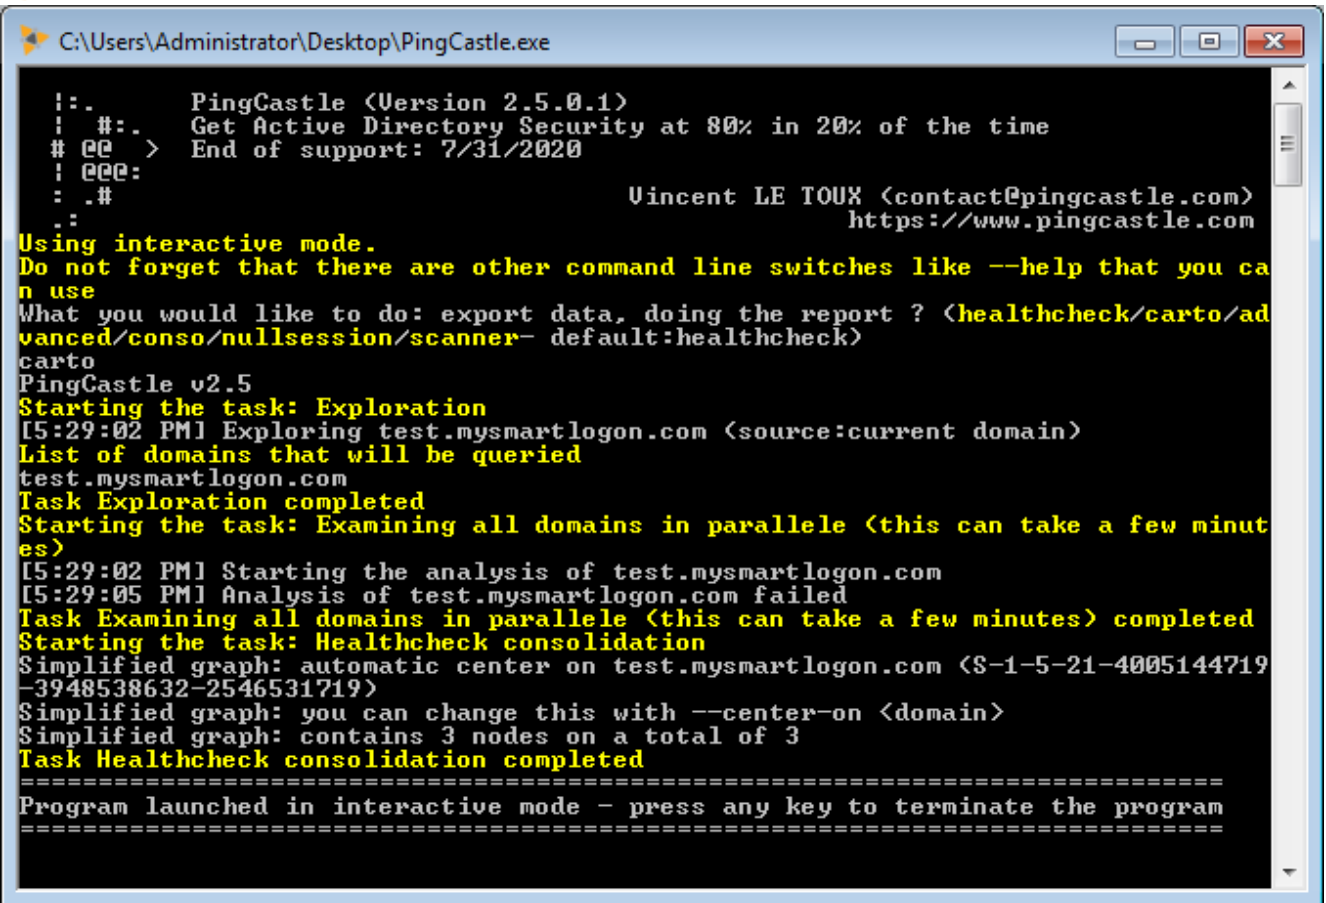 C:\Users\Administrator\Desktop\PingCastle.exe
|:.      PingCastle (Version 2.5.0.1)
|  #:.   Get Active Directory Security at 80% in 20% of the time
# @@  >  End of support: 7/31/2020
| @@@:
: .#                                 Vincent LE TOUX (contact@pingcastle.com)
.:                                                 https://www.pingcastle.com
Using interactive mode.
Do not forget that there are other command line switches like --help that you ca
n use
What you would like to do: export data, doing the report ? (healthcheck/carto/ad
vanced/conso/nullsession/scanner- default:healthcheck)
carto
PingCastle v2.5
Starting the task: Exploration
[5:29:02 PM] Exploring test.mysmartlogon.com (source:current domain)
List of domains that will be queried
test.mysmartlogon.com
Task Exploration completed
Starting the task: Examining all domains in parallele (this can take a few minut
es)
[5:29:02 PM] Starting the analysis of test.mysmartlogon.com
[5:29:05 PM] Analysis of test.mysmartlogon.com failed
Task Examining all domains in parallele (this can take a few minutes) completed
Starting the task: Healthcheck consolidation
Simplified graph: automatic center on test.mysmartlogon.com (S-1-5-21-4005144719
-3948538632-2546531719)
Simplified graph: you can change this with --center-on <domain>
Simplified graph: contains 3 nodes on a total of 3
Task Healthcheck consolidation completed
=============================================================================
Program launched in interactive mode - press any key to terminate the program
=============================================================================